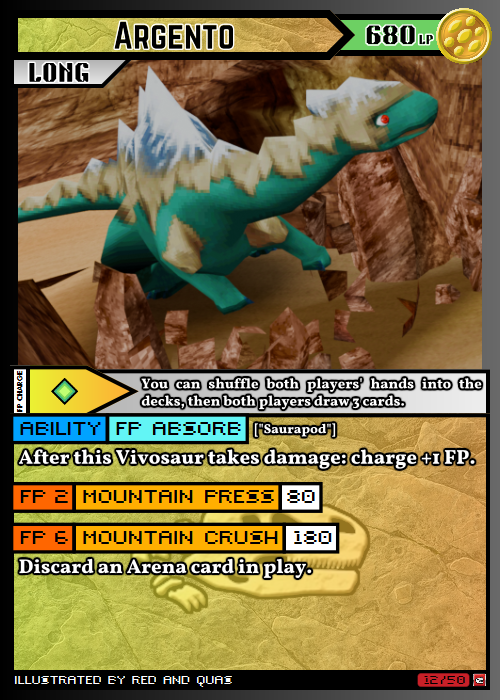 ARGENTO
680 LP
LONG
FP CHARGE
You can shuffle both players' hands into the
decks, then both players draw 3 cards.
ABILITY FP ABSORB ["Saurapod"]
After this Vivosaur takes damage: charge +1 FP.
FP 2 MOUNTAIN PRESS 80
FP 6 MOUNTAIN CRUSH 180
Discard an Arena card in play.
ILLUSTRATED BY RED AND QUAS
12/50